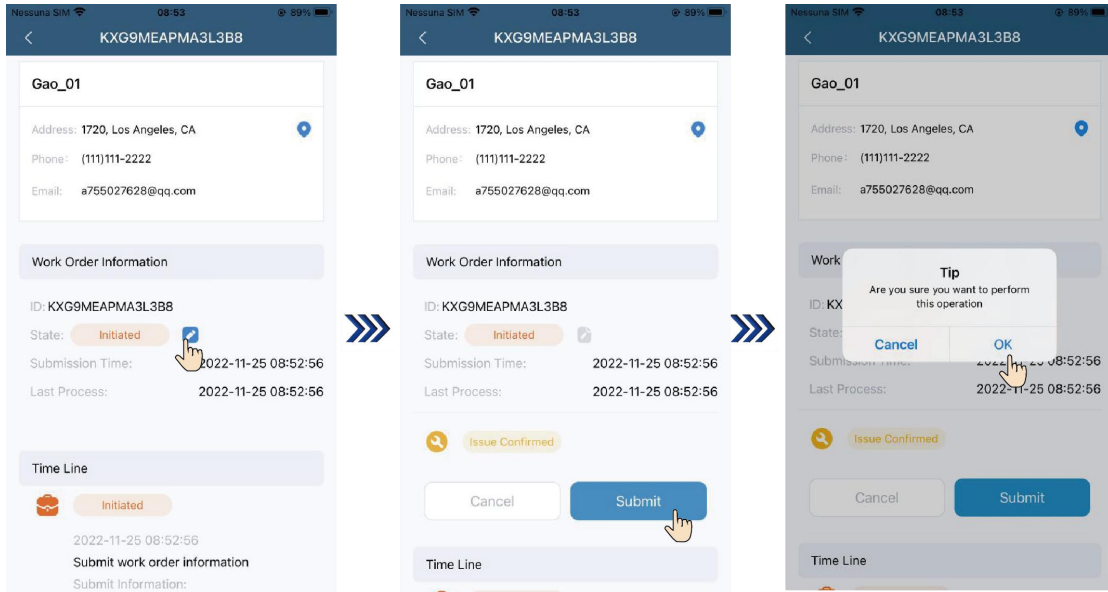 Nessuna SIM 08:53 89%
KXG9MEAPMA3L3B8
Gao_01
Address: 1720, Los Angeles, CA
Phone: (111)111-2222
Email: a755027628@qq.com
Work Order Information
ID: KXG9MEAPMA3L3B8
State: Initiated
Submission Time: 2022-11-25 08:52:56
Last Process: 2022-11-25 08:52:56
Time Line
Initiated
2022-11-25 08:52:56
Submit work order information
Submit Information:
Nessuna SIM 08:53 89%
KXG9MEAPMA3L3B8
Gao_01
Address: 1720, Los Angeles, CA
Phone: (111)111-2222
Email: a755027628@qq.com
Work Order Information
ID: KXG9MEAPMA3L3B8
State: Initiated
Submission Time: 2022-11-25 08:52:56
Last Process: 2022-11-25 08:52:56
Issue Confirmed
Cancel Submit
Time Line
Nessuna SIM 08:53 89%
KXG9MEAPMA3L3B8
Gao_01
Address: 1720, Los Angeles, CA
Phone: (111)111-2222
Email: a755027628@qq.com
Work
Tip
Are you sure you want to perform
this operation
ID: KX
State:
Cancel OK
08:52:56
Last Process: 2022-11-25 08:52:56
Issue Confirmed
Cancel Submit
Time Line